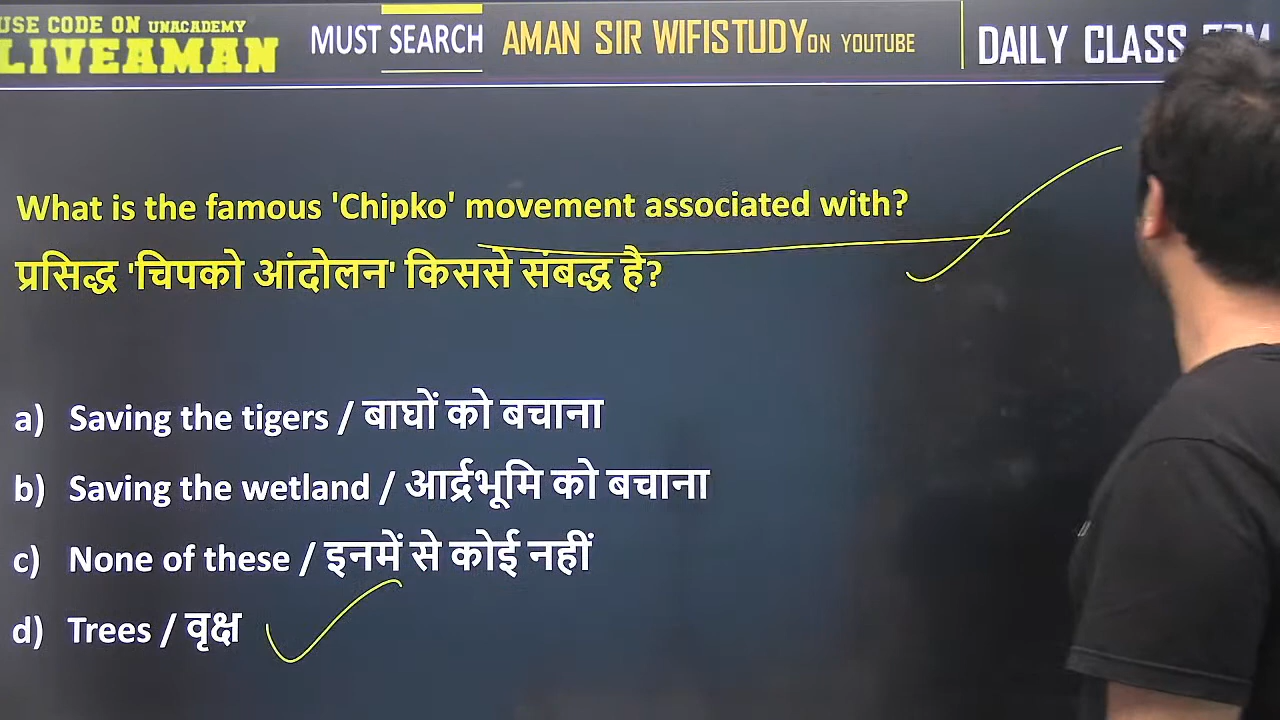 USE CODE ON UNACADEMY
LIVEAMAN
MUST SEARCH
AMAN SIR WIFISTUDY ON YOUTUBE
DAILY CLASS
What is the famous 'Chipko' movement associated with?
प्रसिद्ध 'चिपको आंदोलन' किससे संबद्ध है?
a) Saving the tigers / बाघों को बचाना
b) Saving the wetland / आर्द्रभूमि को बचाना
c) None of these / इनमें से कोई नहीं
d) Trees / वृक्ष